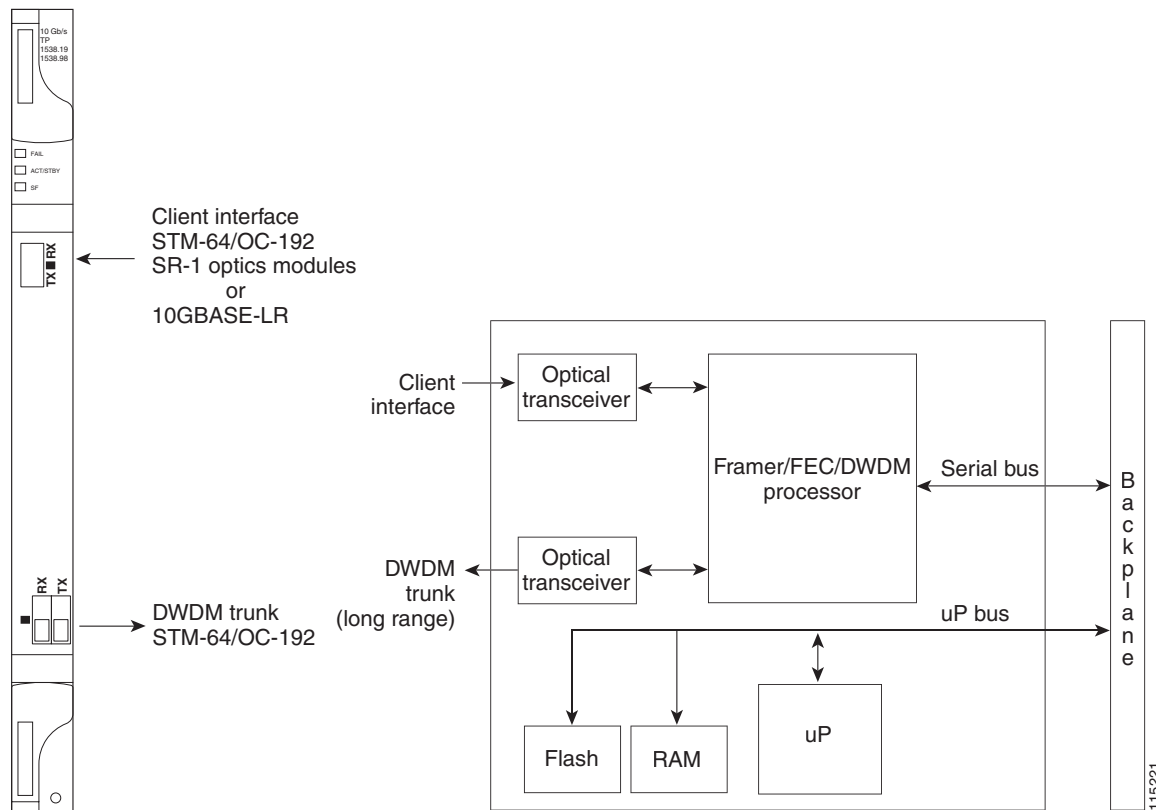 10 Gb/s
TP
1538.19
1538.98
FAIL
ACT/STBY
SF
TX RX
Client interface
STM-64/OC-192
SR-1 optics modules
or
10GBASE-LR
RX
TX
DWDM trunk
STM-64/OC-192
Client
interface
Optical
transceiver
Framer/FEC/DWDM
processor
Serial bus
DWDM
trunk
(long range)
Optical
transceiver
uP bus
Flash
RAM
uP
Backplane
115221